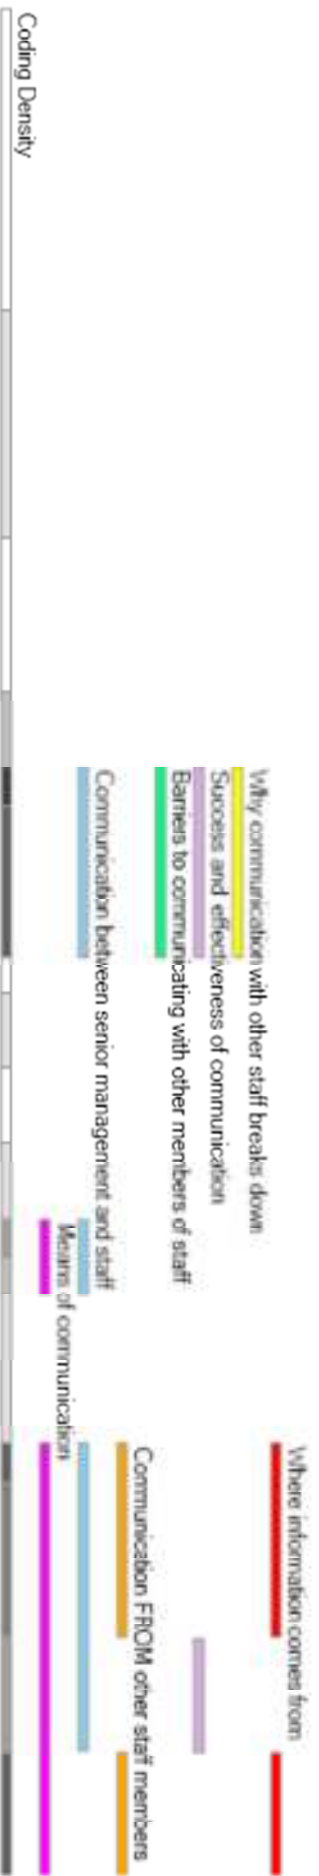 Coding Density
Means of communication
Communication between senior management and staff
Communication FROM other staff members
Barriers to communicating with other members of staff
Success and effectiveness of communication
Why communication with other staff breaks down
Where information comes from